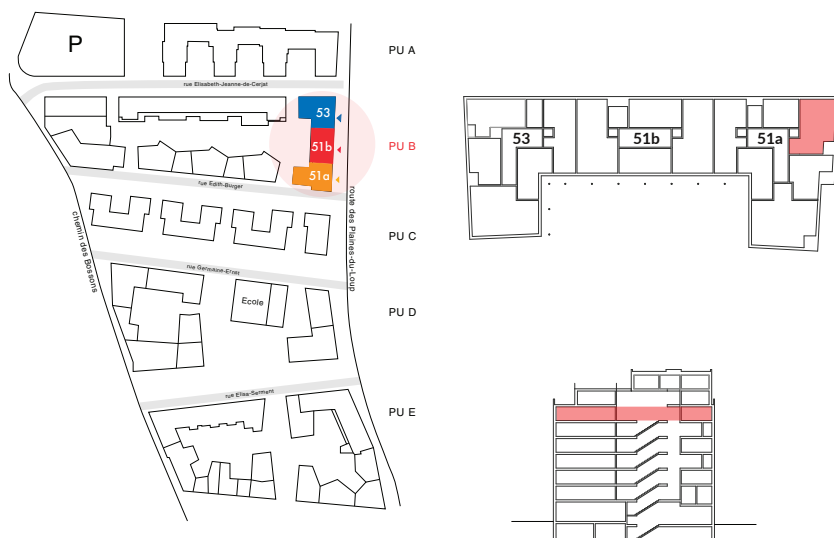 P
PU A
rue Elisabeth-Jeanne-de-Cerjat
53
51b
51a
PU B
rue Edith-Burger
route des Plaines-du-Loup
chemin des Bossons
PU C
rue Germaine-Ernst
Ecole
PU D
rue Elisa-Serment
PU E
53
51b
51a